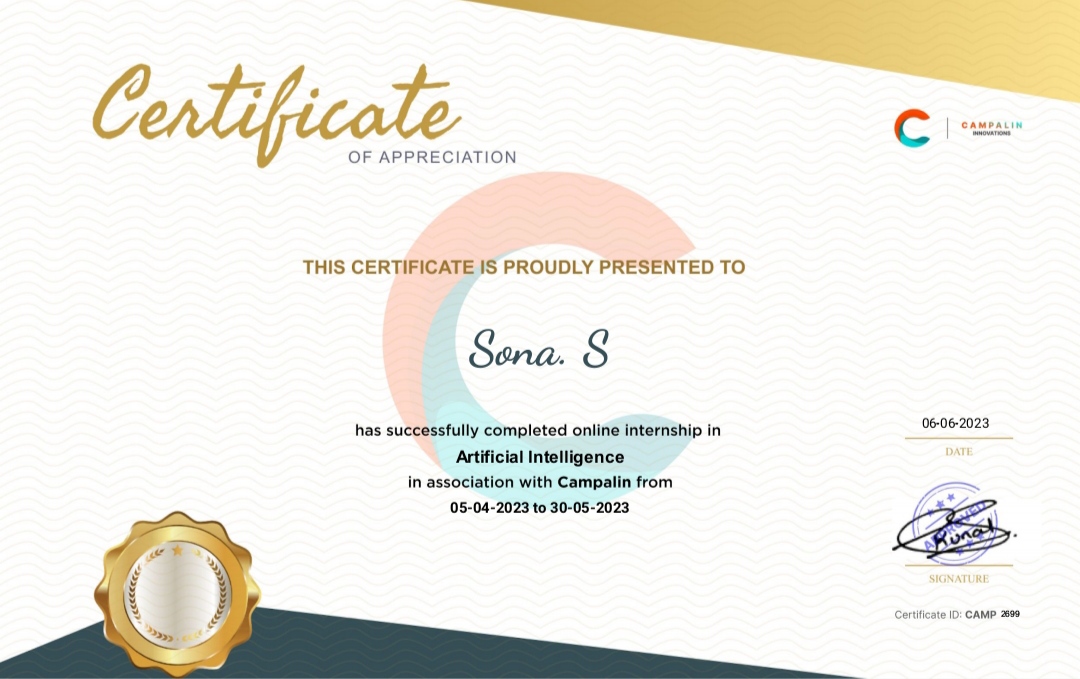 Certificate
OF APPRECIATION
CAMPALIN
INNOVATIONS
THIS CERTIFICATE IS PROUDLY PRESENTED TO
Sona. S
has successfully completed online internship in
Artificial Intelligence
in association with Campalin from
05-04-2023 to 30-05-2023
06-06-2023
DATE
APPROVED
Kunal
SIGNATURE
Certificate ID: CAMP 2699